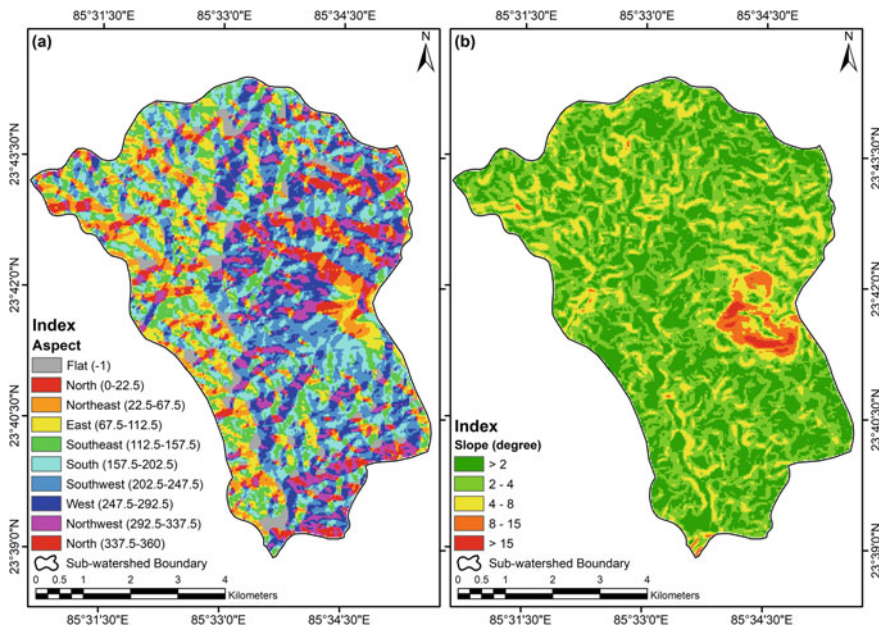 85°31'30"E 85°33'0"E 85°34'30"E 85°31'30"E 85°33'0"E 85°34'30"E
(a)
N
23°43'30"N
23°42'0"N
23°40'30"N
23°39'0"N
Index
Aspect
Flat (-1)
North (0-22.5)
Northeast (22.5-67.5)
East (67.5-112.5)
Southeast (112.5-157.5)
South (157.5-202.5)
Southwest (202.5-247.5)
West (247.5-292.5)
Northwest (292.5-337.5)
North (337.5-360)
Sub-watershed Boundary
0 0.5 1 2 3 4
Kilometers
(b)
N
23°43'30"N
23°42'0"N
23°40'30"N
23°39'0"N
Index
Slope (degree)
> 2
2 - 4
4 - 8
8 - 15
> 15
Sub-watershed Boundary
0 0.5 1 2 3 4
Kilometers
85°31'30"E 85°33'0"E 85°34'30"E 85°31'30"E 85°33'0"E 85°34'30"E